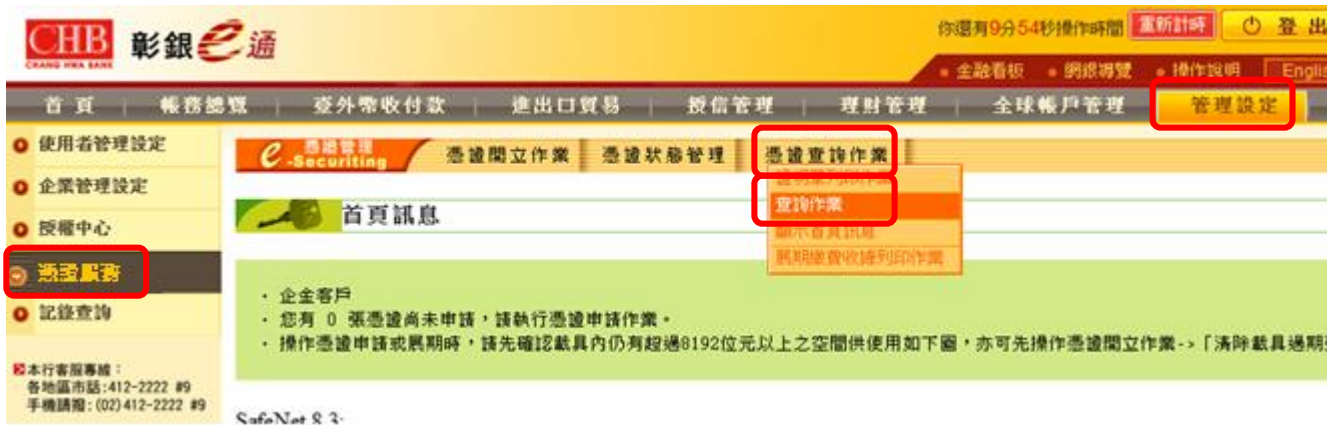 CHB 彰銀e通
CHANG HWA BANK
你還有9分54秒操作時間 重新計時 登 出
金融看板 網銀導覽 操作說明 Englis
首 頁 帳務總覽 臺外幣收付款 進出口貿易 授信管理 理財管理 全球帳戶管理 管理設定
使用者管理設定
企業管理設定
授權中心
憑證服務
記錄查詢
本行客服專線：
各地區市話:412-2222 #9
手機請撥:(02)412-2222 #9
憑證管理
e-Securiting
憑證開立作業 憑證狀態管理 憑證查詢作業
查詢作業
顯示首頁訊息
展期繳費收據列印作業
首頁訊息
· 企金客戶
· 您有 0 張憑證尚未申請，請執行憑證申請作業。
· 操作憑證申請或展期時，請先確認載具內仍有超過8192位元以上之空間供使用如下圖，亦可先操作憑證開立作業->「清除載具過期
SafeNet 8.3: